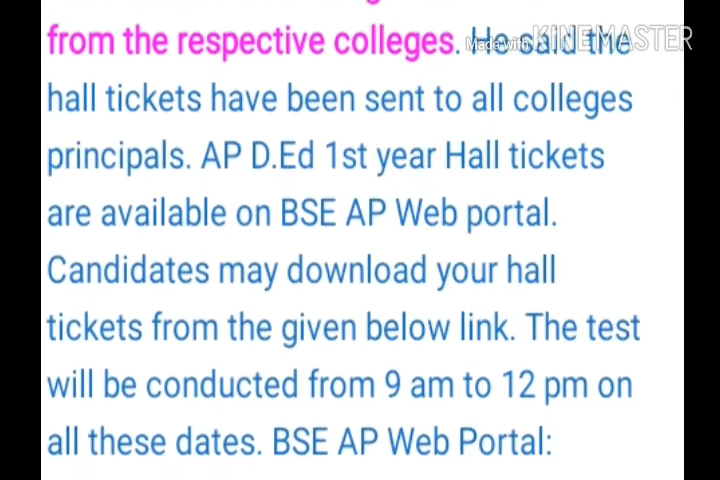 from the respective colleges. He said the
Made with KINEMASTER
hall tickets have been sent to all colleges
principals. AP D.Ed 1st year Hall tickets
are available on BSE AP Web portal.
Candidates may download your hall
tickets from the given below link. The test
will be conducted from 9 am to 12 pm on
all these dates. BSE AP Web Portal: